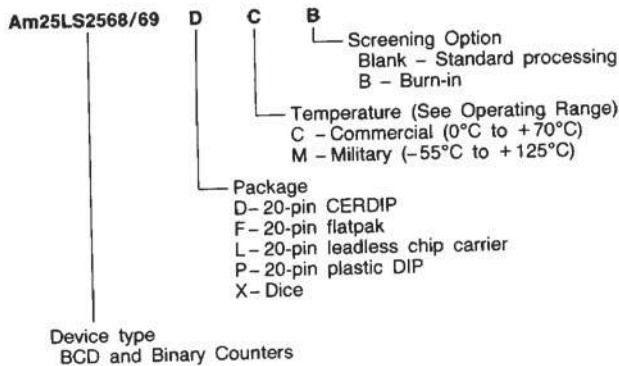 Am25LS2568/69 D C B
Screening Option
Blank – Standard processing
B – Burn-in
Temperature (See Operating Range)
C – Commercial (0°C to +70°C)
M – Military (–55°C to +125°C)
Package
D – 20-pin CERDIP
F – 20-pin flatpak
L – 20-pin leadless chip carrier
P – 20-pin plastic DIP
X – Dice
Device type
BCD and Binary Counters